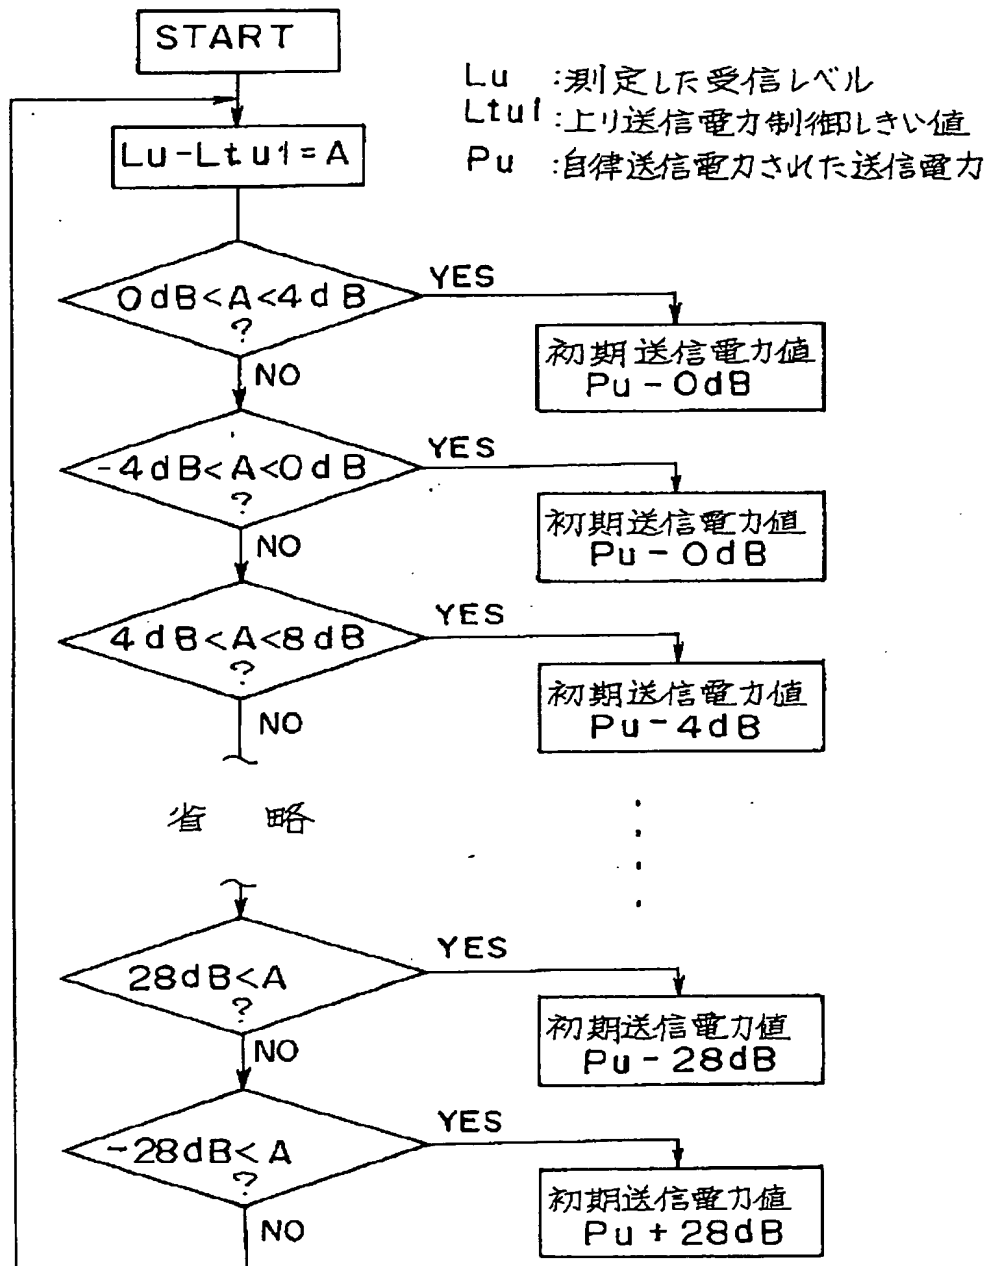 START
Lu :測定した受信レベル
Ltu1 :上り送信電力制御しきい値
Pu :自律送信電力された送信電力
Lu-Ltu1=A
0dB<A<4dB
?
YES
初期送信電力値
Pu-0dB
NO
-4dB<A<0dB
?
YES
初期送信電力値
Pu-0dB
NO
4dB<A<8dB
?
YES
初期送信電力値
Pu-4dB
NO
省 略
28dB<A
?
YES
初期送信電力値
Pu-28dB
NO
-28dB<A
?
YES
初期送信電力値
Pu+28dB
NO